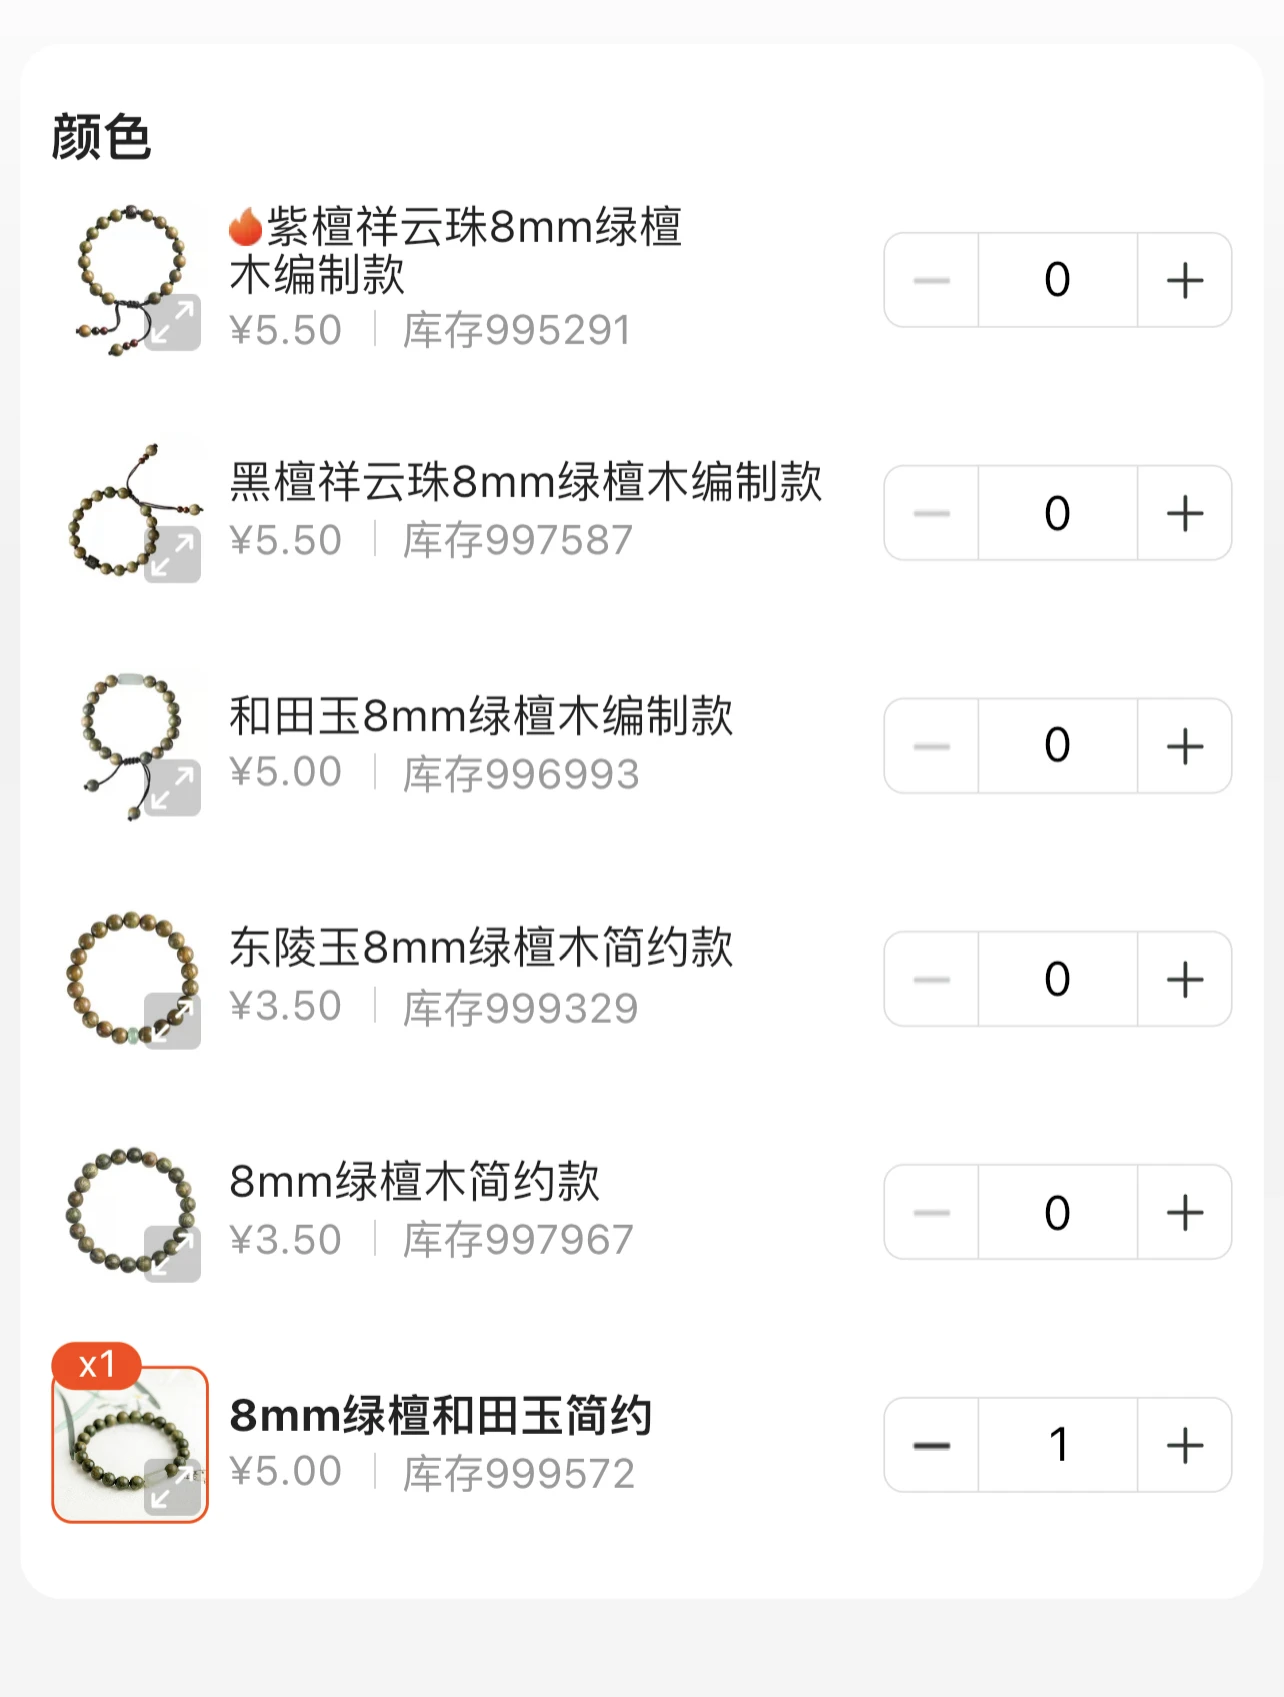 颜色
🔥紫檀祥云珠8mm绿檀
木编制款
¥5.50 | 库存995291
0
黑檀祥云珠8mm绿檀木编制款
¥5.50 | 库存997587
0
和田玉8mm绿檀木编制款
¥5.00 | 库存996993
0
东陵玉8mm绿檀木简约款
¥3.50 | 库存999329
0
8mm绿檀木简约款
¥3.50 | 库存997967
0
x1
8mm绿檀和田玉简约
¥5.00 | 库存999572
1